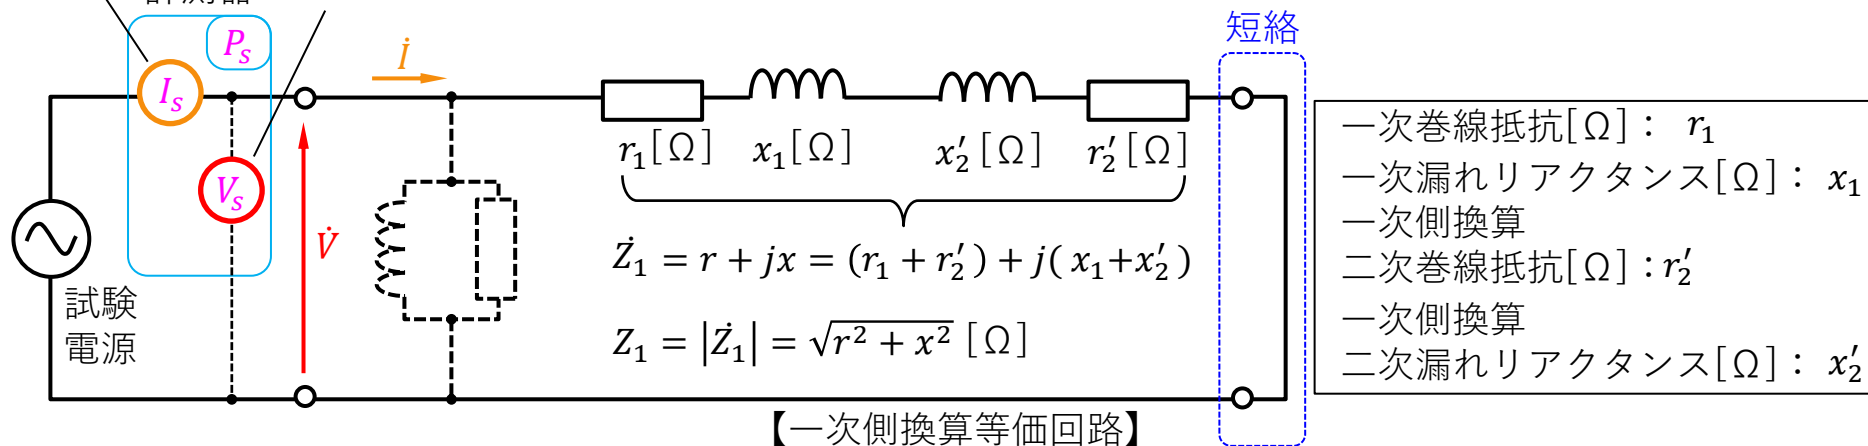 短絡
P_s
I_s
V_s
İ
V̇
試験
電源
r₁[Ω]
x₁[Ω]
x₂′[Ω]
r₂′[Ω]
Ż₁ = r + jx = (r₁ + r₂′) + j(x₁+x₂′)
Z₁ = |Ż₁| = √(r² + x²) [Ω]
【一次側換算等価回路】
一次巻線抵抗[Ω]： r₁
一次漏れリアクタンス[Ω]： x₁
一次側換算
二次巻線抵抗[Ω]：r₂′
一次側換算
二次漏れリアクタンス[Ω]： x₂′